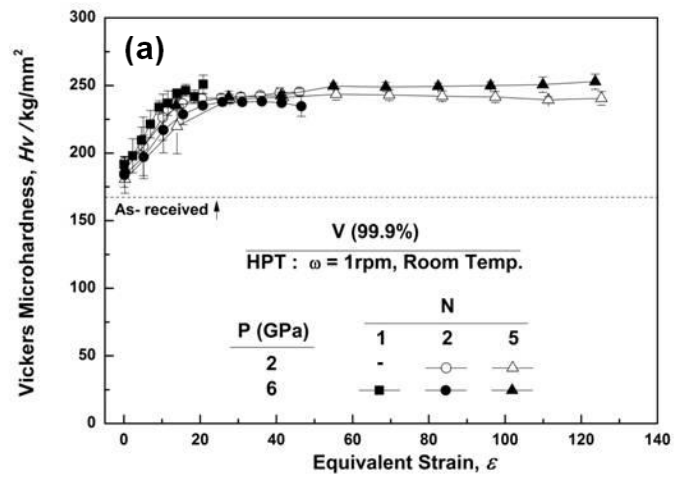 (a)
Vickers Microhardness, Hv /kg/mm²
300
250
200
150
100
50
0
As- received
V (99.9%)
HPT : ω = 1rpm, Room Temp.
N
P (GPa) 1 2 5
2 -
6
0 20 40 60 80 100 120 140
Equivalent Strain, ε